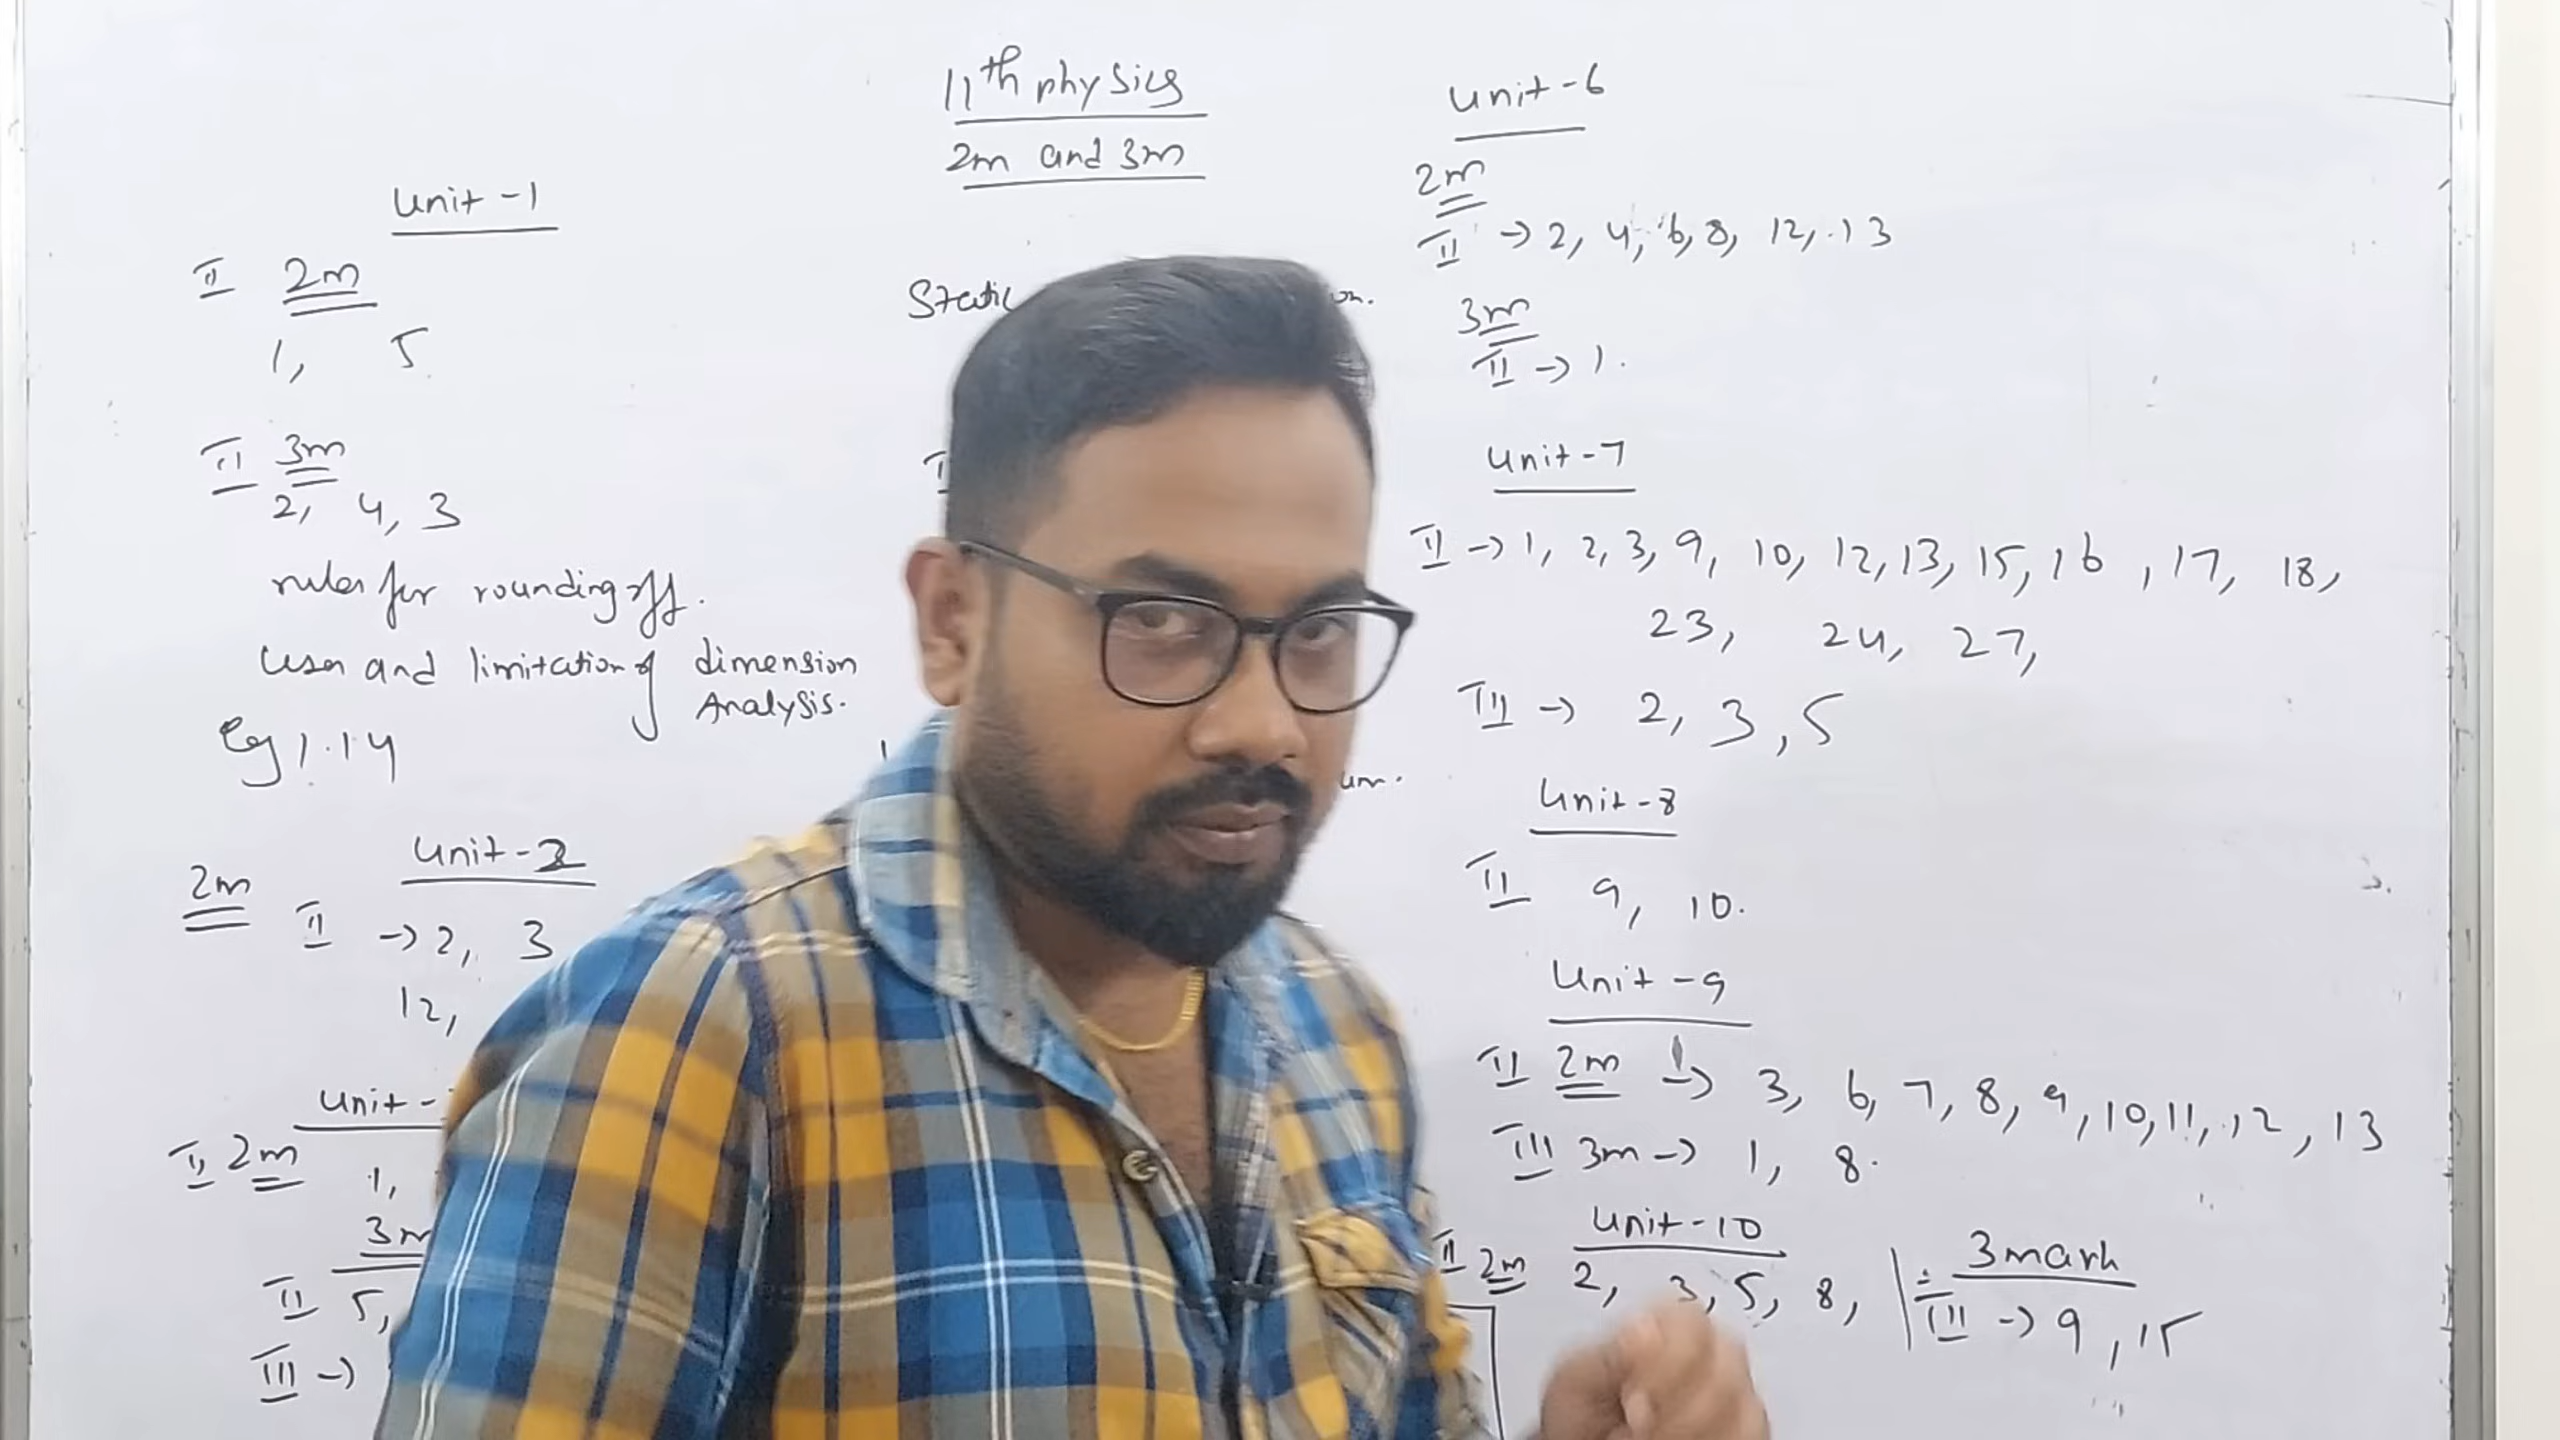 11th physics
2m and 3m
Unit-1
II 2m
1, 5
II 3m
2, 4, 3
rules for rounding off.
uses and limitation of dimension
Analysis.
Eg 1.14
Unit-2
2m II → 2, 3
12,
Unit-
II 2m
1,
II 5,
III →
Unit-6
2m
II → 2, 4, 6, 8, 12, 13
3m
II → 1.
Unit-7
II → 1, 2, 3, 9, 10, 12, 13, 15, 16, 17, 18,
23, 24, 27,
III → 2, 3, 5
Unit-8
II 9, 10.
Unit-9
II 2m → 3, 6, 7, 8, 9, 10, 11, 12, 13
III 3m → 1, 8.
Unit-10
II 2m 2, 3, 5, 8,
3 mark
III → 9, 15